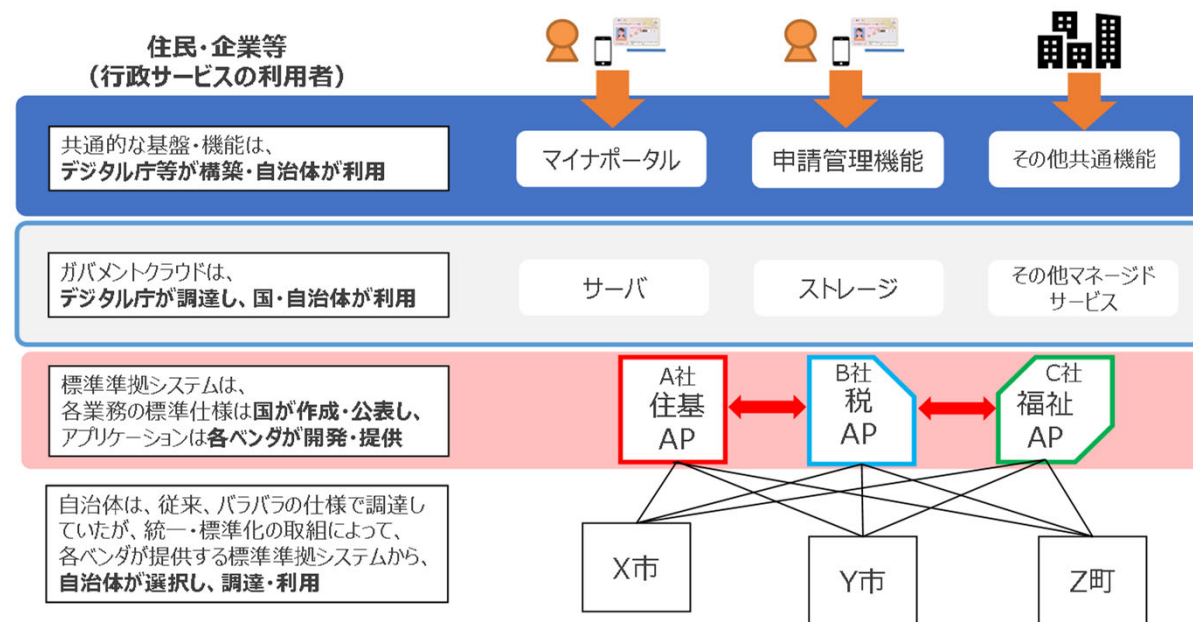 住民・企業等
（行政サービスの利用者）
共通的な基盤・機能は、
デジタル庁等が構築・自治体が利用
マイナポータル
申請管理機能
その他共通機能
ガバメントクラウドは、
デジタル庁が調達し、国・自治体が利用
サーバ
ストレージ
その他マネージド
サービス
標準準拠システムは、
各業務の標準仕様は国が作成・公表し、
アプリケーションは各ベンダが開発・提供
A社
住基
AP
B社
税
AP
C社
福祉
AP
自治体は、従来、バラバラの仕様で調達し
ていたが、統一・標準化の取組によって、
各ベンダが提供する標準準拠システムから、
自治体が選択し、調達・利用
X市
Y市
Z町